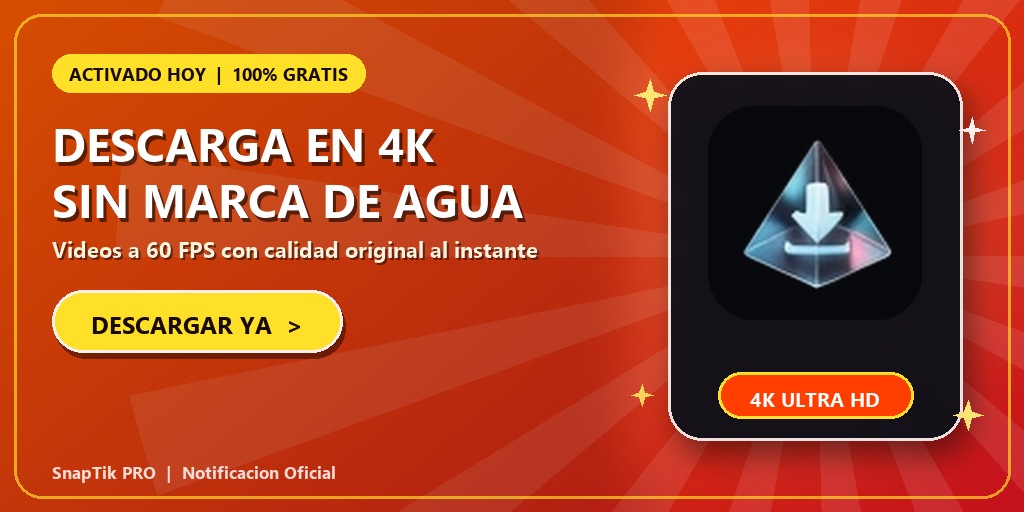 ACTIVADO HOY | 100% GRATIS
DESCARGA EN 4K
SIN MARCA DE AGUA
Videos a 60 FPS con calidad original al instante
DESCARGAR YA >
4K ULTRA HD
SnapTik PRO | Notificacion Oficial